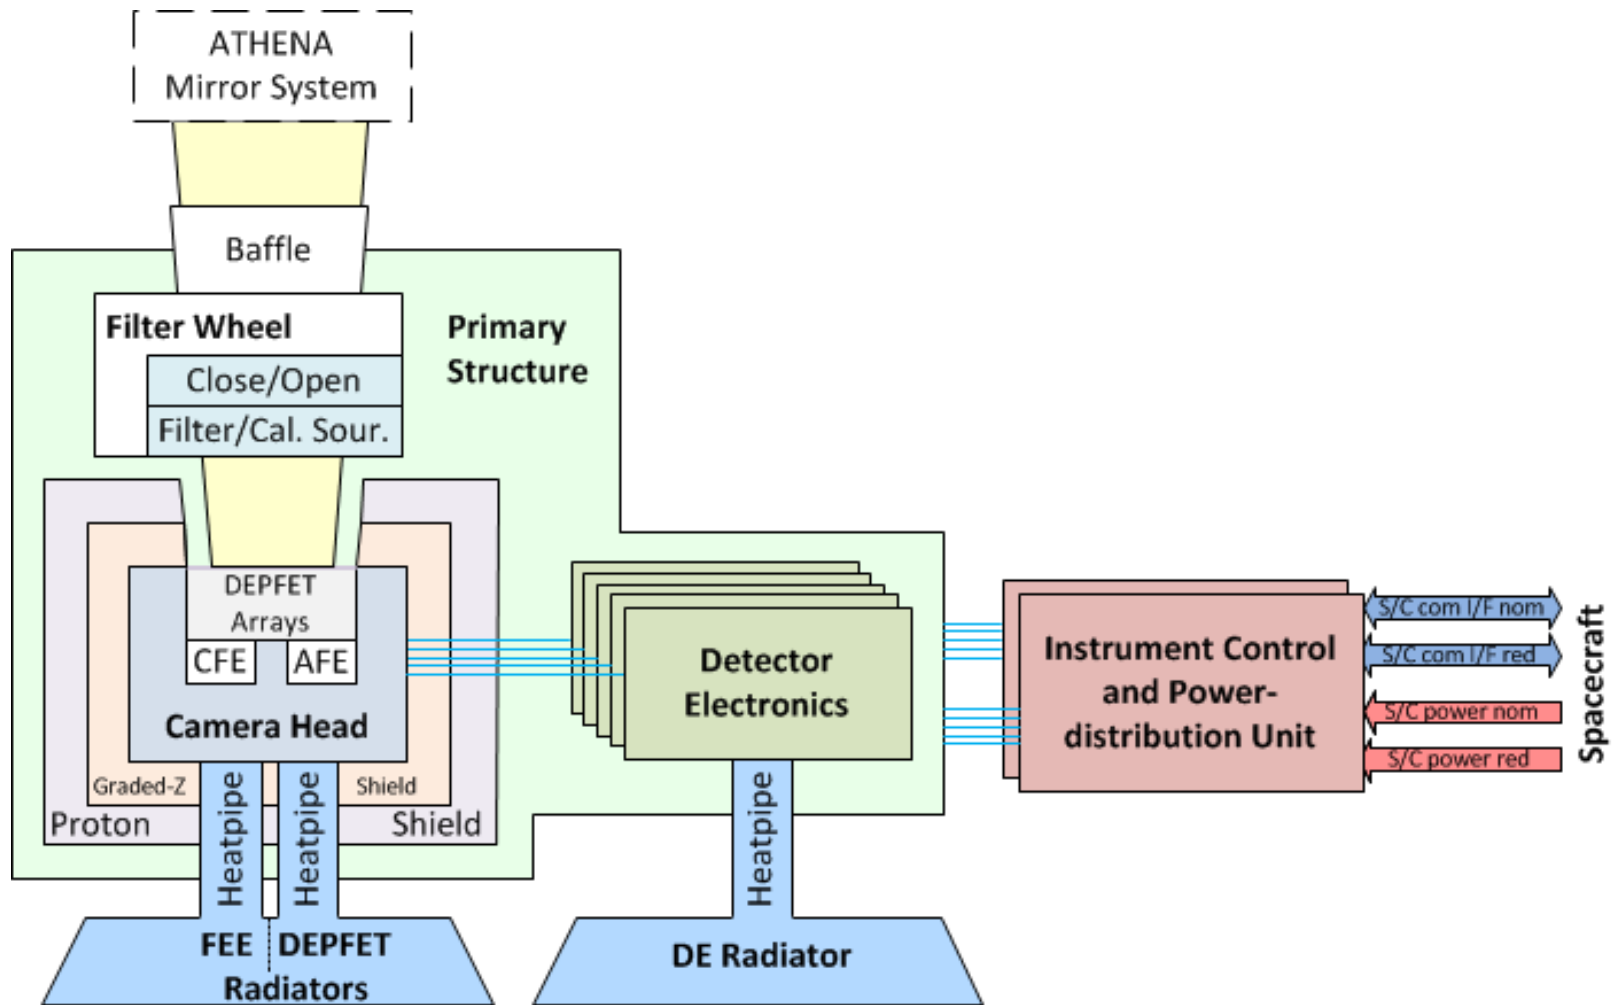 ATHENA
Mirror System
Baffle
Filter Wheel
Close/Open
Filter/Cal. Sour.
Primary
Structure
DEPFET
Arrays
CFE
AFE
Camera Head
Graded-Z
Shield
Proton
Shield
Heatpipe
Heatpipe
FEE
DEPFET
Radiators
Detector
Electronics
Heatpipe
DE Radiator
Instrument Control
and Power-
distribution Unit
S/C com I/F nom
S/C com I/F red
S/C power nom
S/C power red
Spacecraft